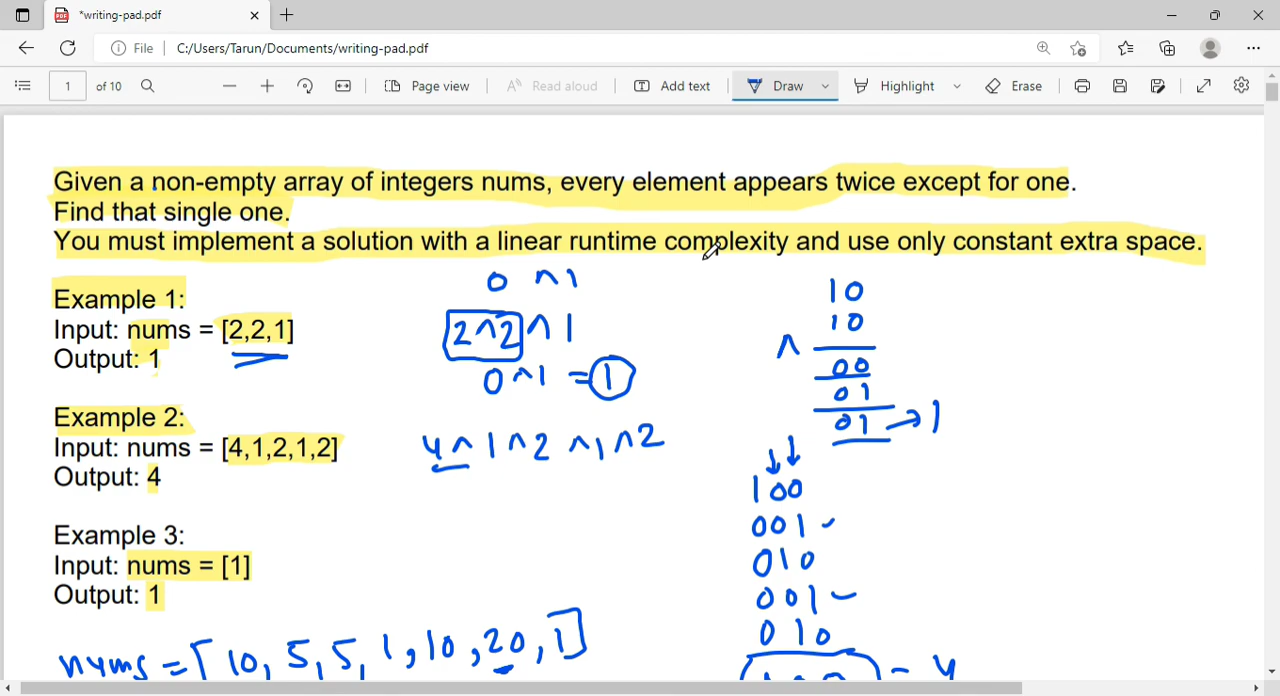 *writing-pad.pdf
File C:/Users/Tarun/Documents/writing-pad.pdf
1 of 10 Page view Read aloud Add text Draw Highlight Erase
Given a non-empty array of integers nums, every element appears twice except for one.
Find that single one.
You must implement a solution with a linear runtime complexity and use only constant extra space.
Example 1:
Input: nums = [2,2,1]
Output: 1
Example 2:
Input: nums = [4,1,2,1,2]
Output: 4
Example 3:
Input: nums = [1]
Output: 1
0 ^ 1
2^2 ^ 1
0 ^ 1 = 1
4 ^ 1 ^ 2 ^ 1 ^ 2
10
10
^
00
01
01 → 1
100
001
010
001
010
100 - 4
nums = [10, 5, 5, 1, 10, 20, 1]